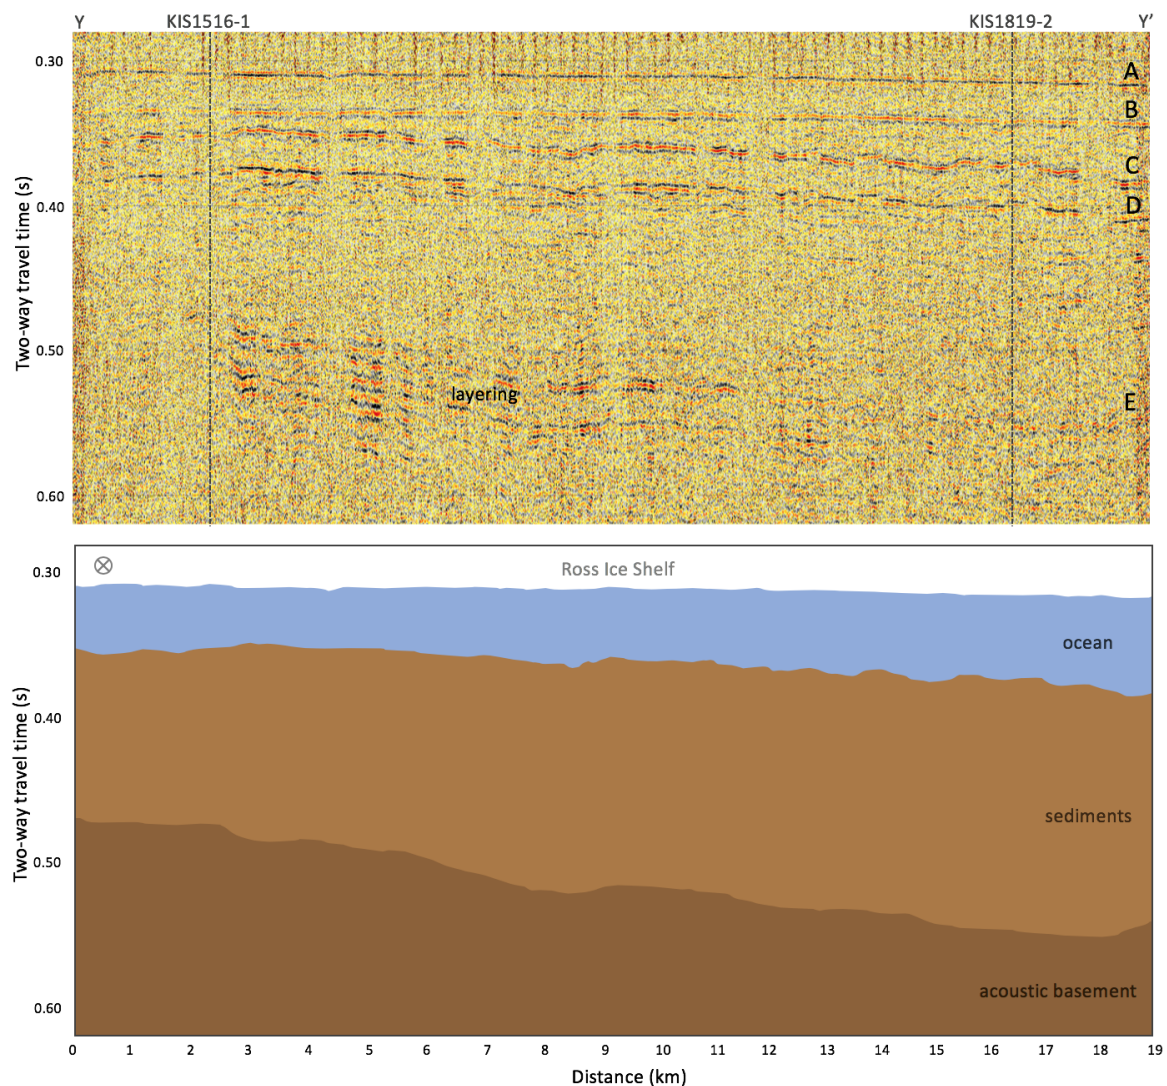 Y KIS1516-1 KIS1819-2 Y’
0.30
0.40
0.50
0.60
Two-way travel time (s)
A
B
C
D
E
layering
Ross Ice Shelf
ocean
sediments
acoustic basement
0.30
0.40
0.50
0.60
Two-way travel time (s)
0 1 2 3 4 5 6 7 8 9 10 11 12 13 14 15 16 17 18 19
Distance (km)